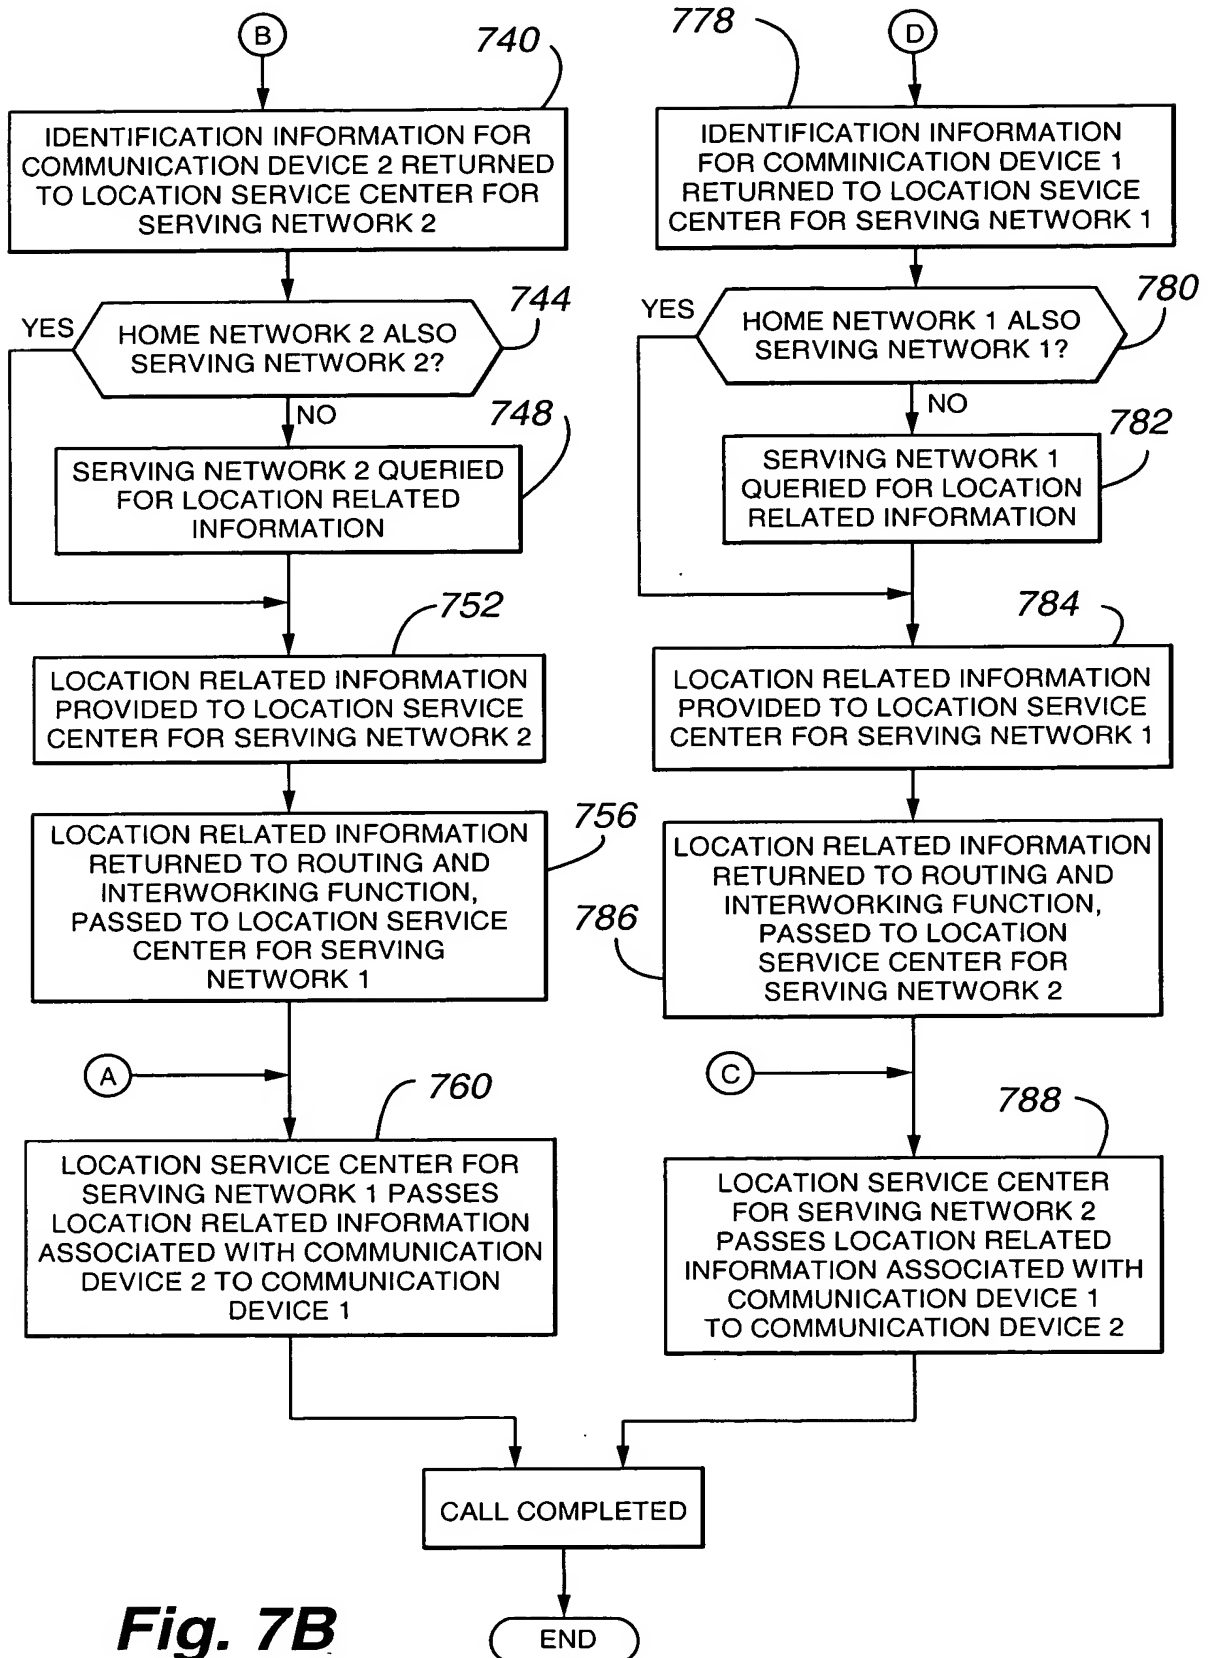 B
740
IDENTIFICATION INFORMATION FOR
COMMUNICATION DEVICE 2 RETURNED
TO LOCATION SERVICE CENTER FOR
SERVING NETWORK 2
744
YES
HOME NETWORK 2 ALSO
SERVING NETWORK 2?
NO
748
SERVING NETWORK 2 QUERIED
FOR LOCATION RELATED
INFORMATION
752
LOCATION RELATED INFORMATION
PROVIDED TO LOCATION SERVICE
CENTER FOR SERVING NETWORK 2
756
LOCATION RELATED INFORMATION
RETURNED TO ROUTING AND
INTERWORKING FUNCTION,
PASSED TO LOCATION SERVICE
CENTER FOR SERVING
NETWORK 1
A
760
LOCATION SERVICE CENTER FOR
SERVING NETWORK 1 PASSES
LOCATION RELATED INFORMATION
ASSOCIATED WITH COMMUNICATION
DEVICE 2 TO COMMUNICATION
DEVICE 1
778
D
IDENTIFICATION INFORMATION
FOR COMMINICATION DEVICE 1
RETURNED TO LOCATION SEVICE
CENTER FOR SERVING NETWORK 1
780
YES
HOME NETWORK 1 ALSO
SERVING NETWORK 1?
NO
782
SERVING NETWORK 1
QUERIED FOR LOCATION
RELATED INFORMATION
784
LOCATION RELATED INFORMATION
PROVIDED TO LOCATION SERVICE
CENTER FOR SERVING NETWORK 1
786
LOCATION RELATED INFORMATION
RETURNED TO ROUTING AND
INTERWORKING FUNCTION,
PASSED TO LOCATION
SERVICE CENTER FOR
SERVING NETWORK 2
C
788
LOCATION SERVICE CENTER
FOR SERVING NETWORK 2
PASSES LOCATION RELATED
INFORMATION ASSOCIATED WITH
COMMUNICATION DEVICE 1
TO COMMUNICATION DEVICE 2
CALL COMPLETED
END
Fig. 7B